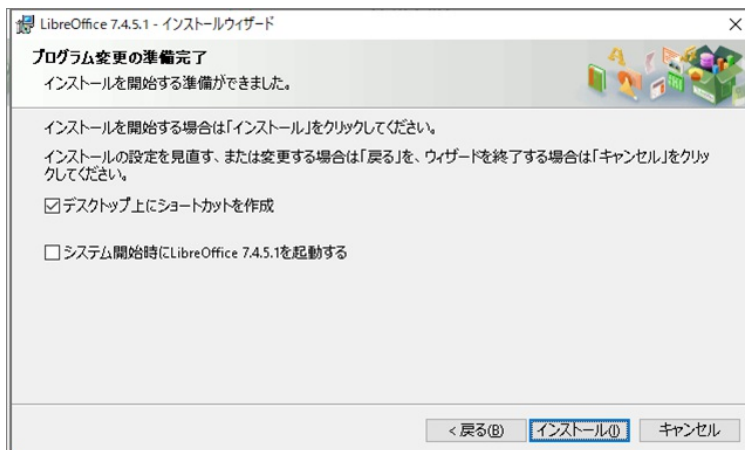 LibreOffice 7.4.5.1 - インストールウィザード
プログラム変更の準備完了
インストールを開始する準備ができました。
インストールを開始する場合は「インストール」をクリックしてください。
インストールの設定を見直す、または変更する場合は「戻る」を、ウィザードを終了する場合は「キャンセル」をクリッ
クしてください。
デスクトップ上にショートカットを作成
システム開始時にLibreOffice 7.4.5.1を起動する
< 戻る(B) インストール(I) キャンセル